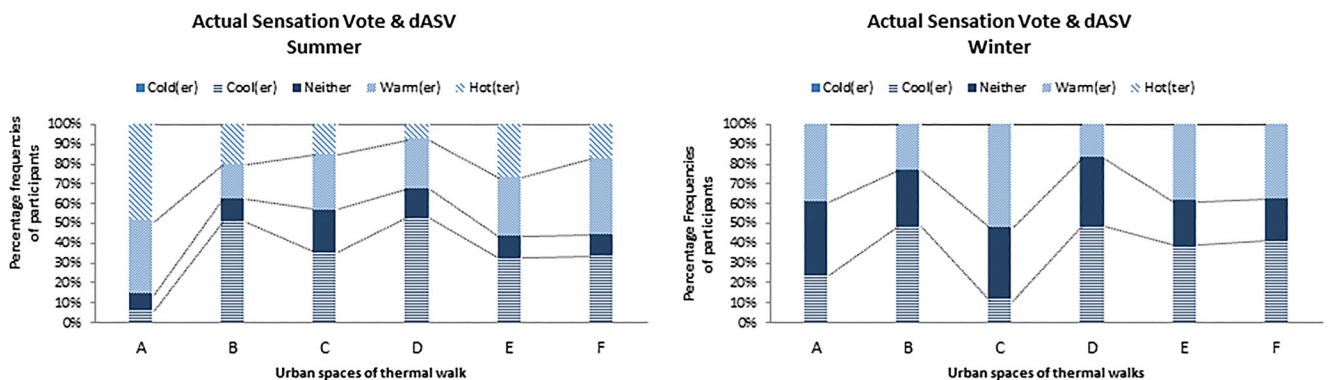 Actual Sensation Vote & dASV
Summer
Cold(er) Cool(er) Neither Warm(er) Hot(ter)
Percentage frequencies
of participants
100%
90%
80%
70%
60%
50%
40%
30%
20%
10%
0%
A B C D E F
Urban spaces of thermal walk
Actual Sensation Vote & dASV
Winter
Cold(er) Cool(er) Neither Warm(er) Hot(ter)
Percentage Frequencies
of participants
100%
90%
80%
70%
60%
50%
40%
30%
20%
10%
0%
A B C D E F
Urban spaces of thermal walks